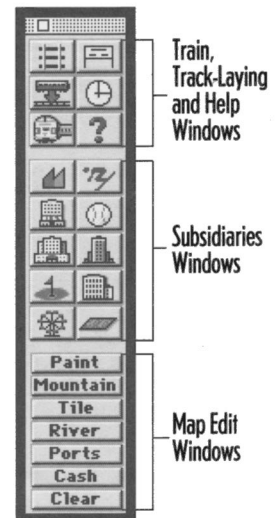 Train,
Track-Laying
and Help
Windows
?
Subsidiaries
Windows
Paint
Mountain
Tile
River
Ports
Cash
Clear
Map Edit
Windows